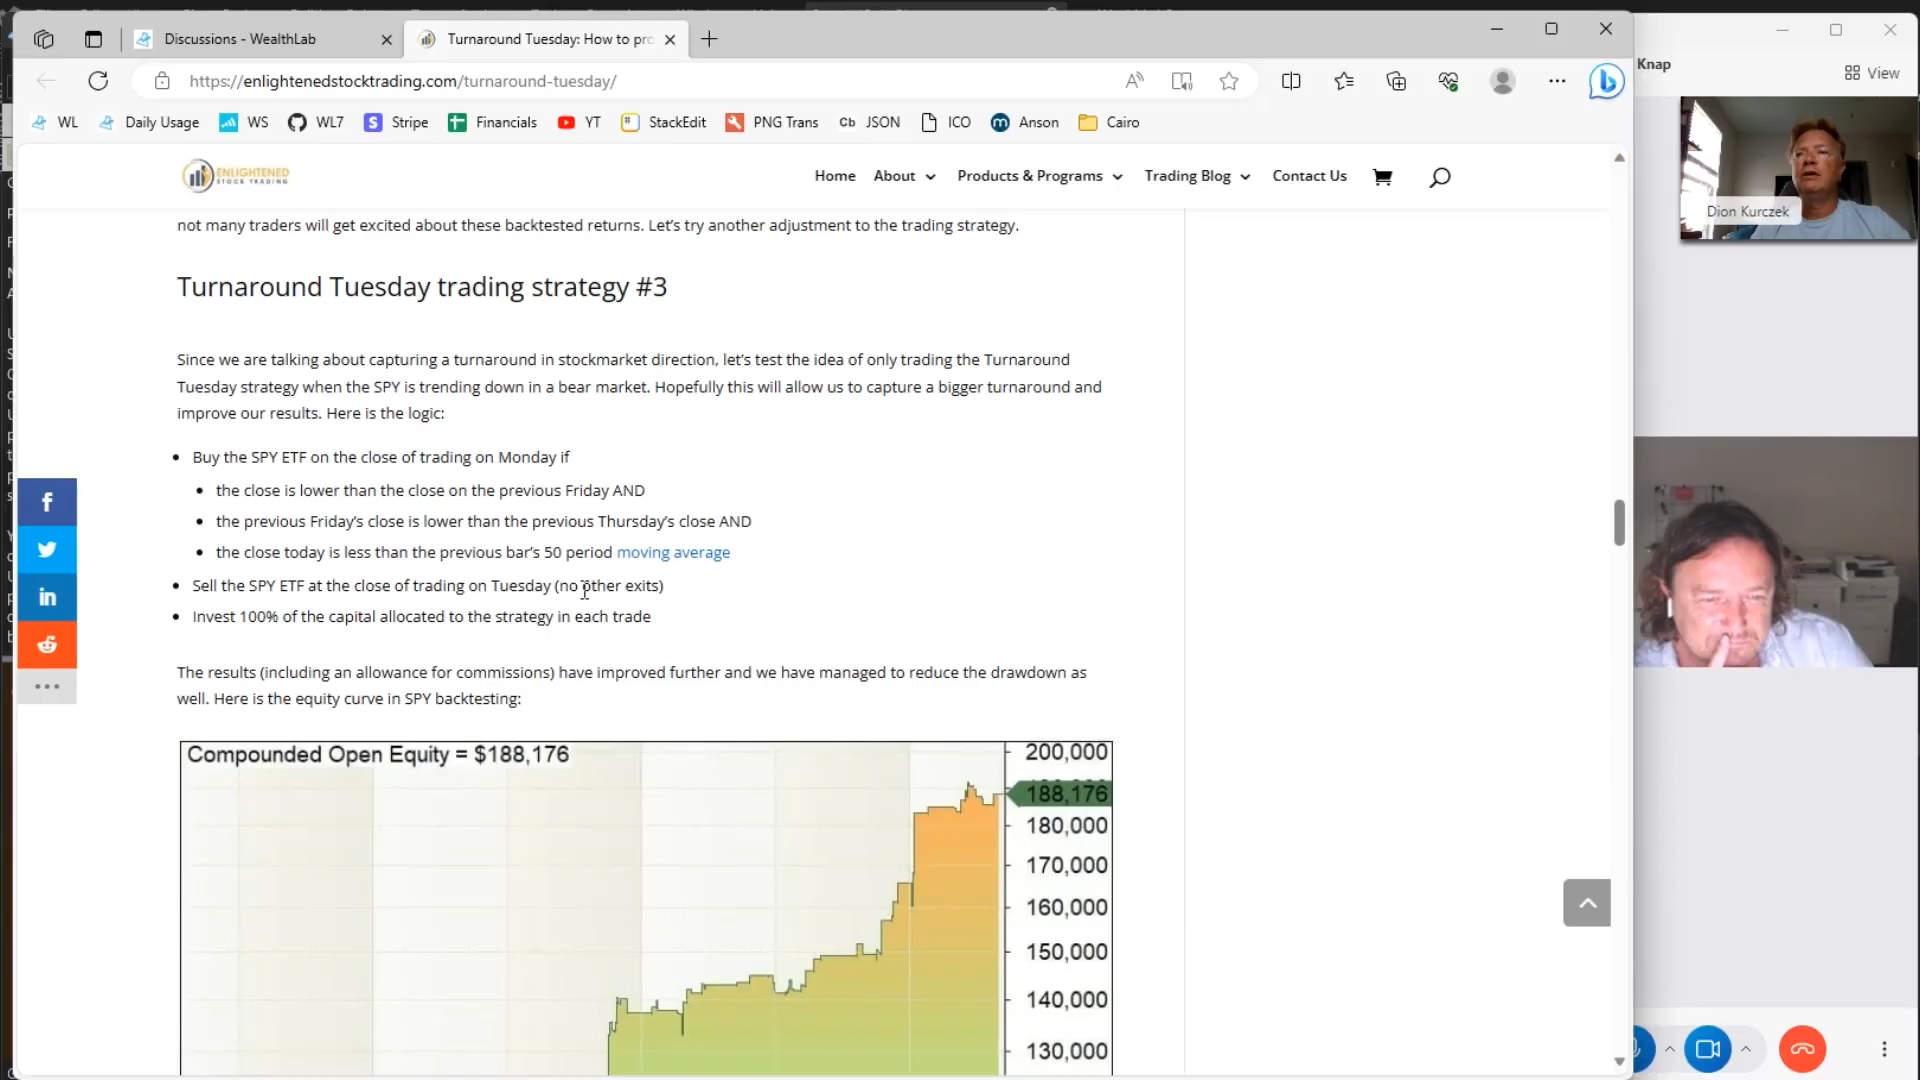 Discussions - WealthLab
Turnaround Tuesday: How to pro
https://enlightenedstocktrading.com/turnaround-tuesday/
WL
Daily Usage
WS
WL7
Stripe
Financials
YT
StackEdit
PNG Trans
Cb JSON
ICO
Anson
Cairo
Knap
View
Dion Kurczek
ENLIGHTENED
STOCK TRADING
Home
About
Products & Programs
Trading Blog
Contact Us
not many traders will get excited about these backtested returns. Let's try another adjustment to the trading strategy.
Turnaround Tuesday trading strategy #3
Since we are talking about capturing a turnaround in stockmarket direction, let's test the idea of only trading the Turnaround
Tuesday strategy when the SPY is trending down in a bear market. Hopefully this will allow us to capture a bigger turnaround and
improve our results. Here is the logic:
Buy the SPY ETF on the close of trading on Monday if
the close is lower than the close on the previous Friday AND
the previous Friday's close is lower than the previous Thursday's close AND
the close today is less than the previous bar's 50 period moving average
Sell the SPY ETF at the close of trading on Tuesday (no other exits)
Invest 100% of the capital allocated to the strategy in each trade
The results (including an allowance for commissions) have improved further and we have managed to reduce the drawdown as
well. Here is the equity curve in SPY backtesting:
Compounded Open Equity = $188,176
200,000
188,176
180,000
170,000
160,000
150,000
140,000
130,000